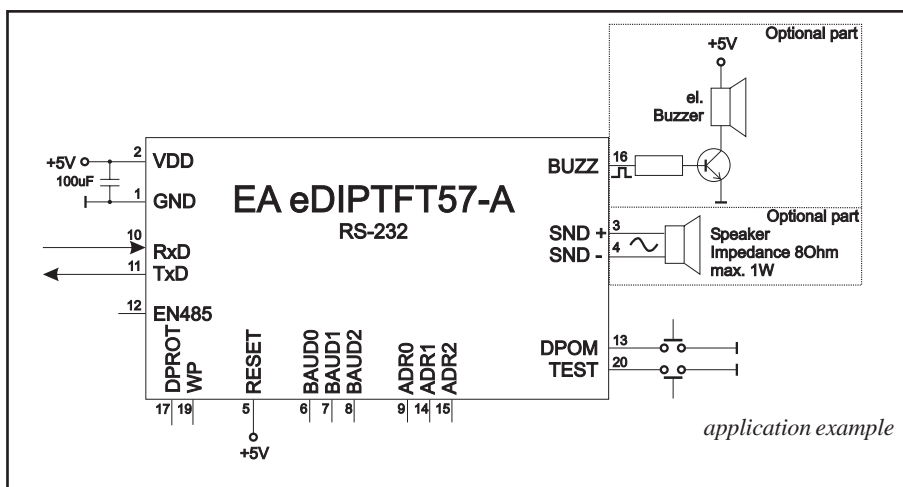 Optional part
+5V
el.
Buzzer
2
VDD
+5V
100uF
1
GND
BUZZ
16
EA eDIPTFT57-A
RS-232
Optional part
SND +
3
SND -
4
Speaker
Impedance 8Ohm
max. 1W
10
RxD
11
TxD
12
EN485
DPROT
WP
RESET
BAUD0
BAUD1
BAUD2
ADR0
ADR1
ADR2
DPOM
13
TEST
20
17
19
5
6
7
8
9
14
15
+5V
application example